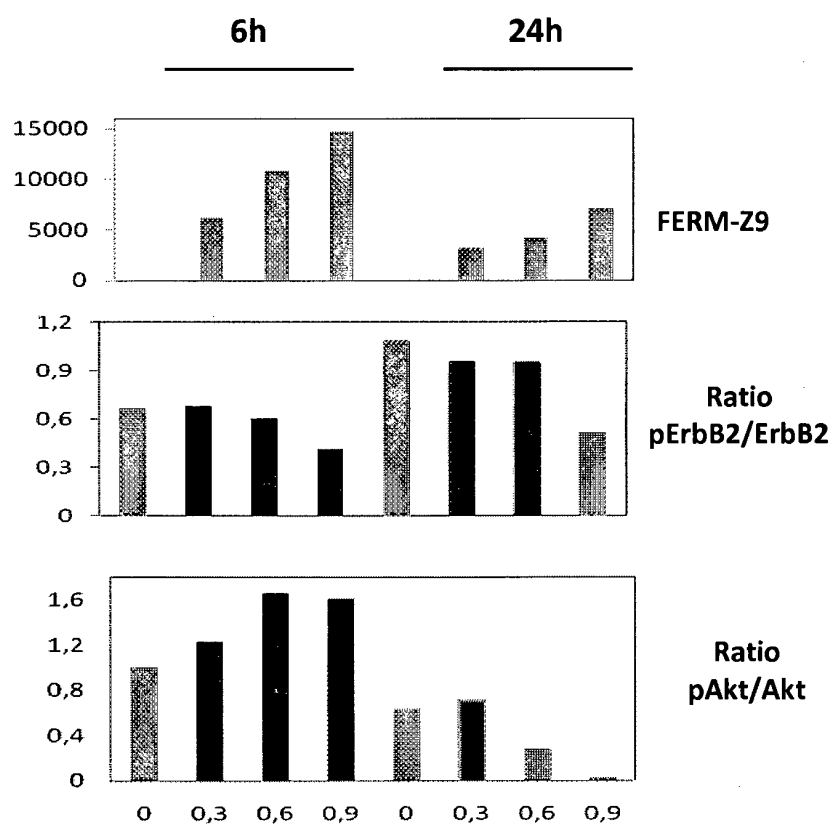 6h 24h
15000
10000
5000
0
FERM-Z9
1,2
0,9
0,6
0,3
0
Ratio
pErbB2/ErbB2
1,6
1,2
0,8
0,4
0
Ratio
pAkt/Akt
0 0,3 0,6 0,9 0 0,3 0,6 0,9